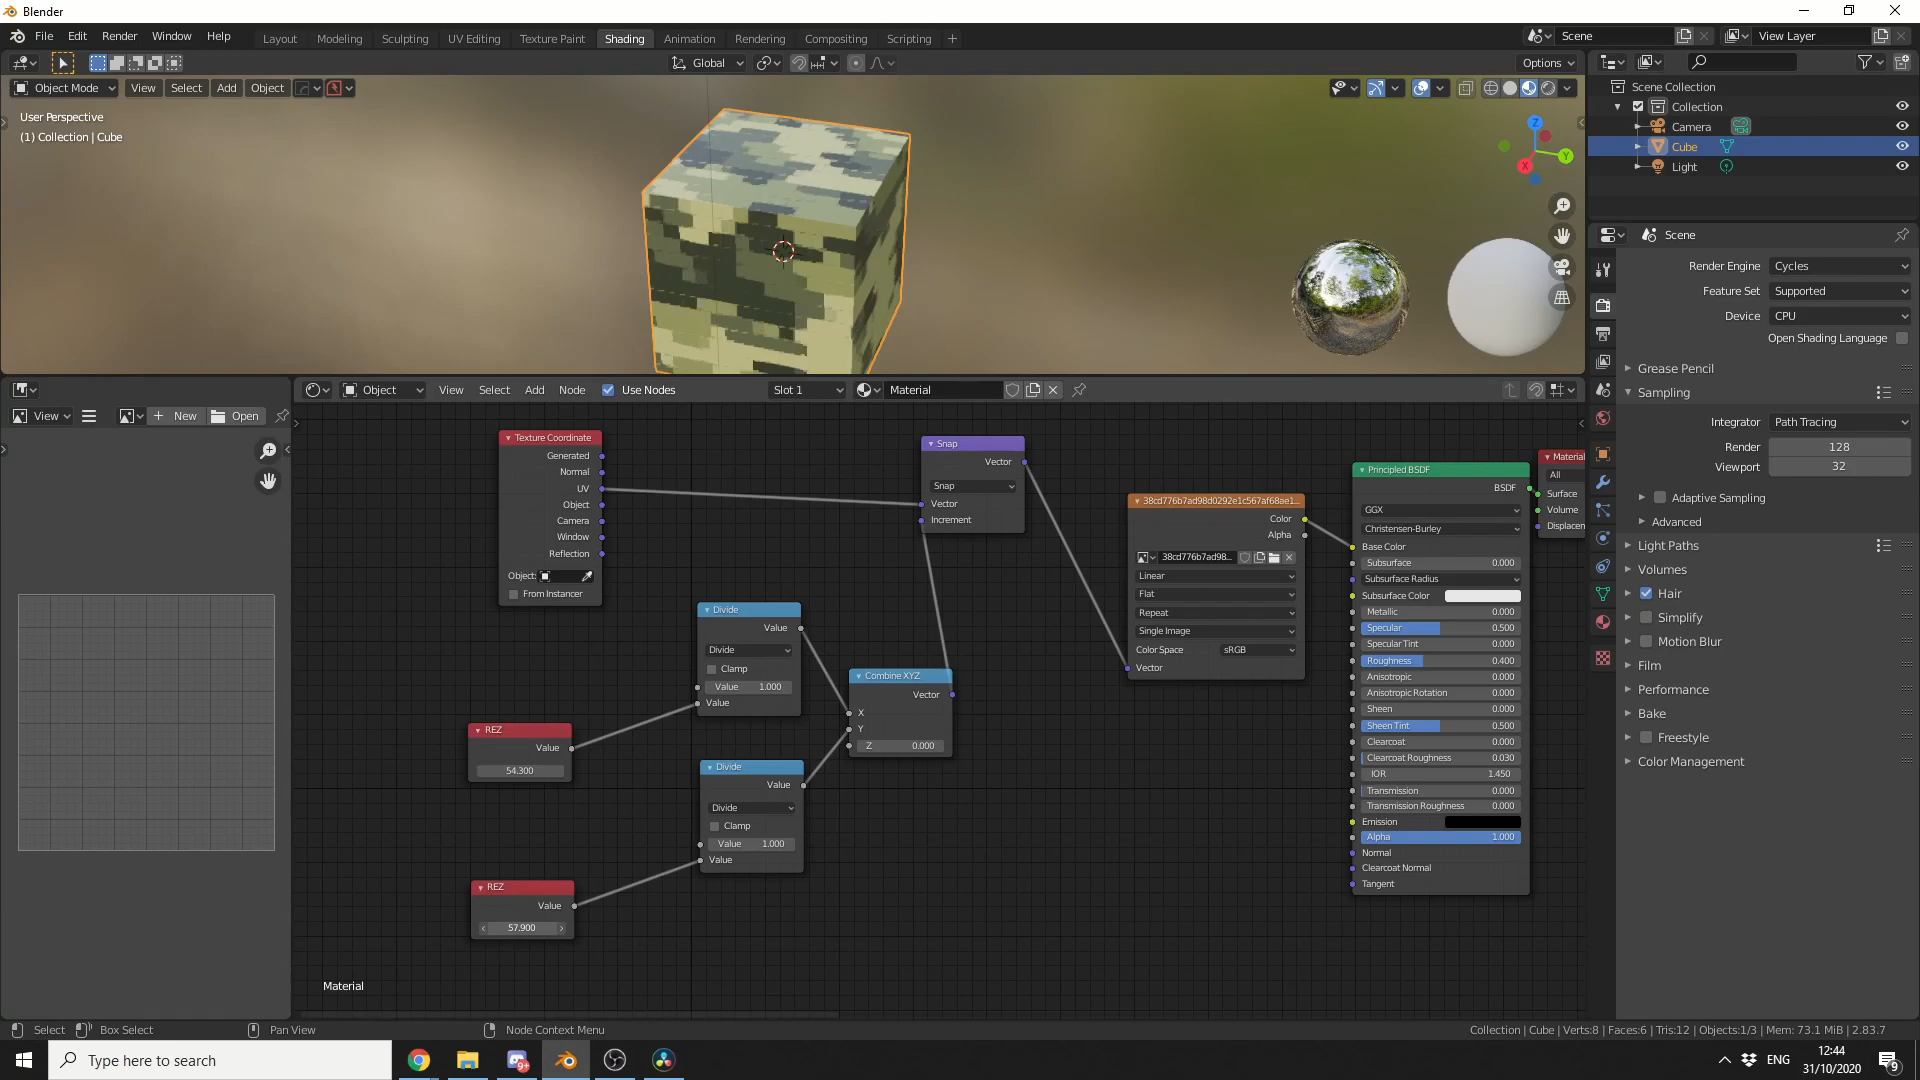 Blender
File Edit Render Window Help
Layout Modeling Sculpting UV Editing Texture Paint Shading Animation Rendering Compositing Scripting +
Scene
View Layer
Global
Options
Object Mode View Select Add Object
User Perspective
(1) Collection | Cube
Z
Y
X
Scene Collection
Collection
Camera
Cube
Light
Scene
Render Engine Cycles
Feature Set Supported
Device CPU
Open Shading Language
Grease Pencil
Sampling
Integrator Path Tracing
Render 128
Viewport 32
Adaptive Sampling
Advanced
Light Paths
Volumes
Hair
Simplify
Motion Blur
Film
Performance
Bake
Freestyle
Color Management
View New Open
Object View Select Add Node Use Nodes Slot 1 Material
Texture Coordinate
Generated
Normal
UV
Object
Camera
Window
Reflection
Object:
From Instancer
Snap
Vector
Snap
Vector
Increment
Divide
Value
Divide
Clamp
Value 1.000
Value
REZ
Value
54.300
Combine XYZ
Vector
X
Y
Z 0.000
Divide
Value
Divide
Clamp
Value 1.000
Value
REZ
Value
57.900
38cd776b7ad98d0292e1c567af68ae1...
Color
Alpha
38cd776b7ad98...
Linear
Flat
Repeat
Single Image
Color Space sRGB
Vector
Principled BSDF
BSDF
GGX
Christensen-Burley
Base Color
Subsurface 0.000
Subsurface Radius
Subsurface Color
Metallic 0.000
Specular 0.500
Specular Tint 0.000
Roughness 0.400
Anisotropic 0.000
Anisotropic Rotation 0.000
Sheen 0.000
Sheen Tint 0.500
Clearcoat 0.000
Clearcoat Roughness 0.030
IOR 1.450
Transmission 0.000
Transmission Roughness 0.000
Emission
Alpha 1.000
Normal
Clearcoat Normal
Tangent
Material
All
Surface
Volume
Displacem
Material
Select Box Select Pan View Node Context Menu
Collection | Cube | Verts:8 | Faces:6 | Tris:12 | Objects:1/3 | Mem: 73.1 MiB | 2.83.7
Type here to search
9+
ENG
12:44
31/10/2020
9